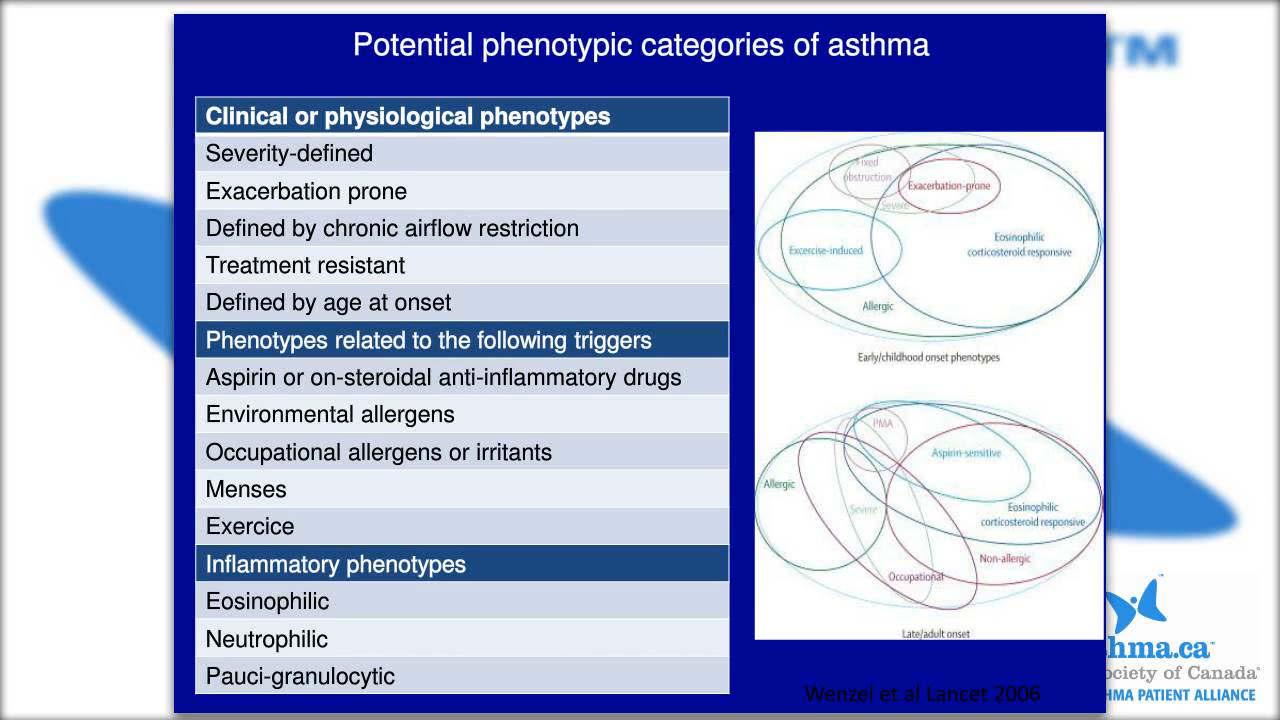 Potential phenotypic categories of asthma
TM
Clinical or physiological phenotypes
Severity-defined
Exacerbation prone
Defined by chronic airflow restriction
Treatment resistant
Defined by age at onset
Phenotypes related to the following triggers
Aspirin or on-steroidal anti-inflammatory drugs
Environmental allergens
Occupational allergens or irritants
Menses
Exercice
Inflammatory phenotypes
Eosinophilic
Neutrophilic
Pauci-granulocytic
Fixed
obstruction
Exacerbation-prone
Severe
Eosinophilic
corticosteroid responsive
Excercise-induced
Allergic
Early/childhood onset phenotypes
PMA
Aspirin-sensitive
Allergic
Severe
Eosinophilic
corticosteroid responsive
Non-allergic
Occupational
Late/adult onset
Wenzel et al Lancet 2006
TM
hma.ca™
ociety of Canada®
HMA PATIENT ALLIANCE